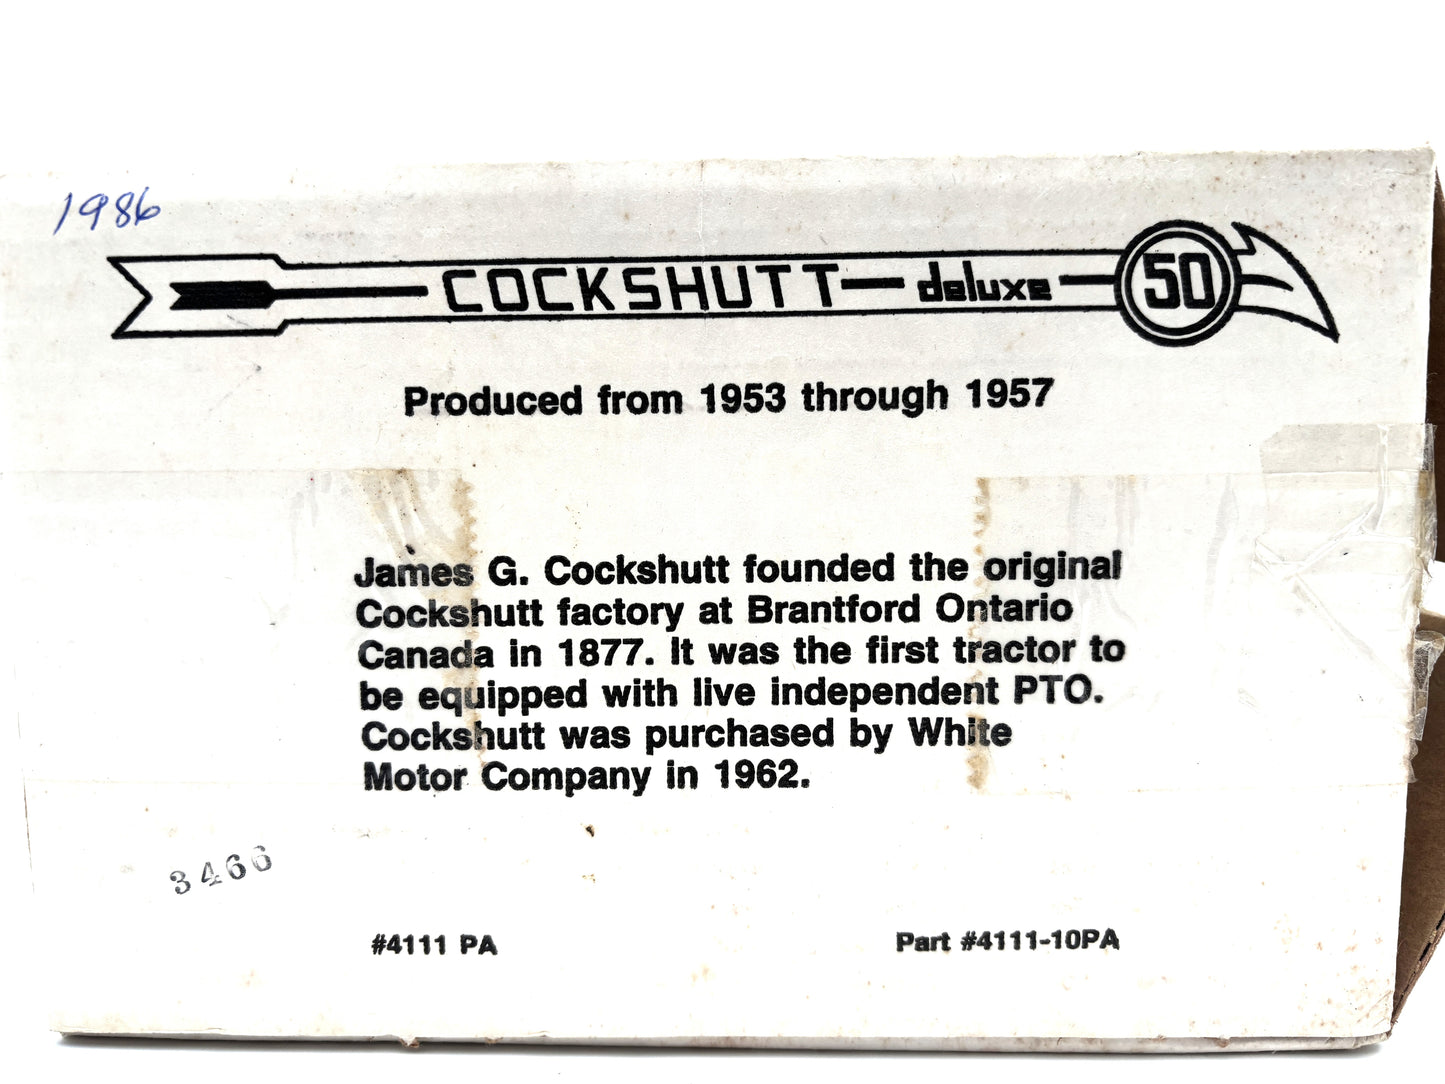 1986
COCKSHUTT deluxe 50
Produced from 1953 through 1957
James G. Cockshutt founded the original
Cockshutt factory at Brantford Ontario
Canada in 1877. It was the first tractor to
be equipped with live independent PTO.
Cockshutt was purchased by White
Motor Company in 1962.
3466
#4111 PA Part #4111-10PA